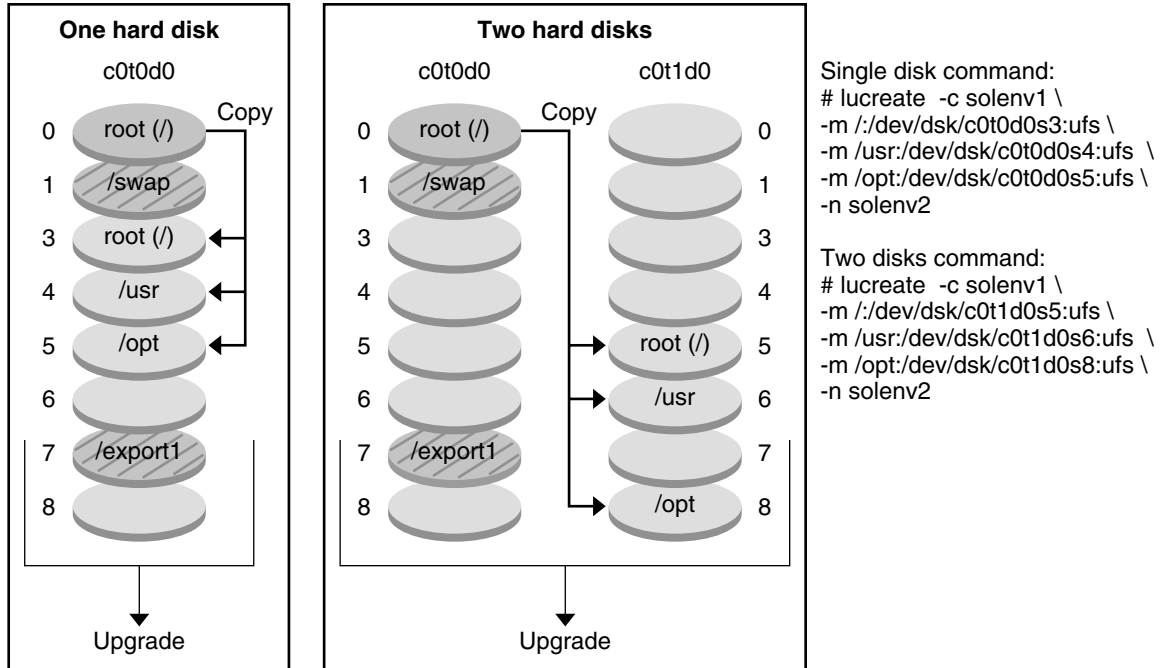 One hard disk
c0t0d0
Copy
0 root (/)
1 /swap
3 root (/)
4 /usr
5 /opt
6
7 /export1
8
Upgrade
Two hard disks
c0t0d0 c0t1d0
Copy
0 root (/) 0
1 /swap 1
3 3
4 4
5 root (/) 5
6 /usr 6
7 /export1 7
8 /opt 8
Upgrade
Single disk command:
# lucreate -c solenv1 \
-m /:/dev/dsk/c0t0d0s3:ufs \
-m /usr:/dev/dsk/c0t0d0s4:ufs \
-m /opt:/dev/dsk/c0t0d0s5:ufs \
-n solenv2
Two disks command:
# lucreate -c solenv1 \
-m /:/dev/dsk/c0t1d0s5:ufs \
-m /usr:/dev/dsk/c0t1d0s6:ufs \
-m /opt:/dev/dsk/c0t1d0s8:ufs \
-n solenv2